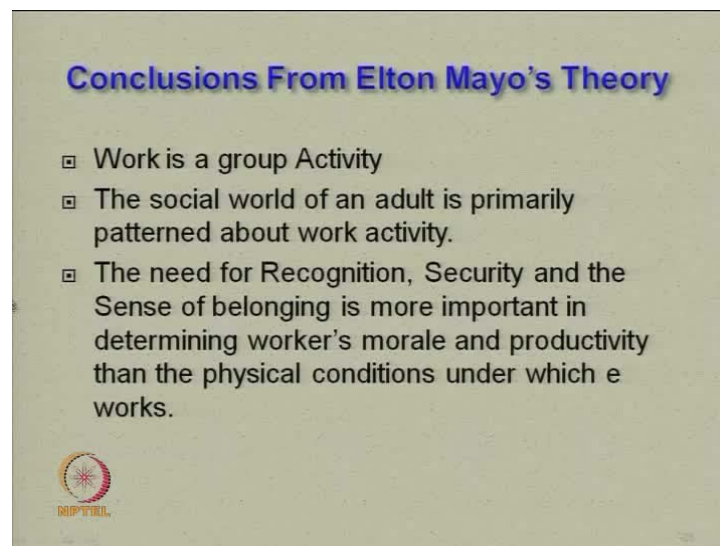 Conclusions From Elton Mayo's Theory
Work is a group Activity
The social world of an adult is primarily
patterned about work activity.
The need for Recognition, Security and the
Sense of belonging is more important in
determining worker's morale and productivity
than the physical conditions under which e
works.
NPTEL